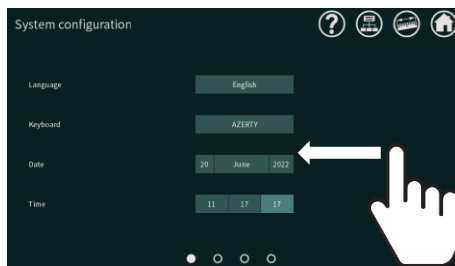 System configuration
?
Language English
Keyboard AZERTY
Date 20 June 2022
Time 11 17 17